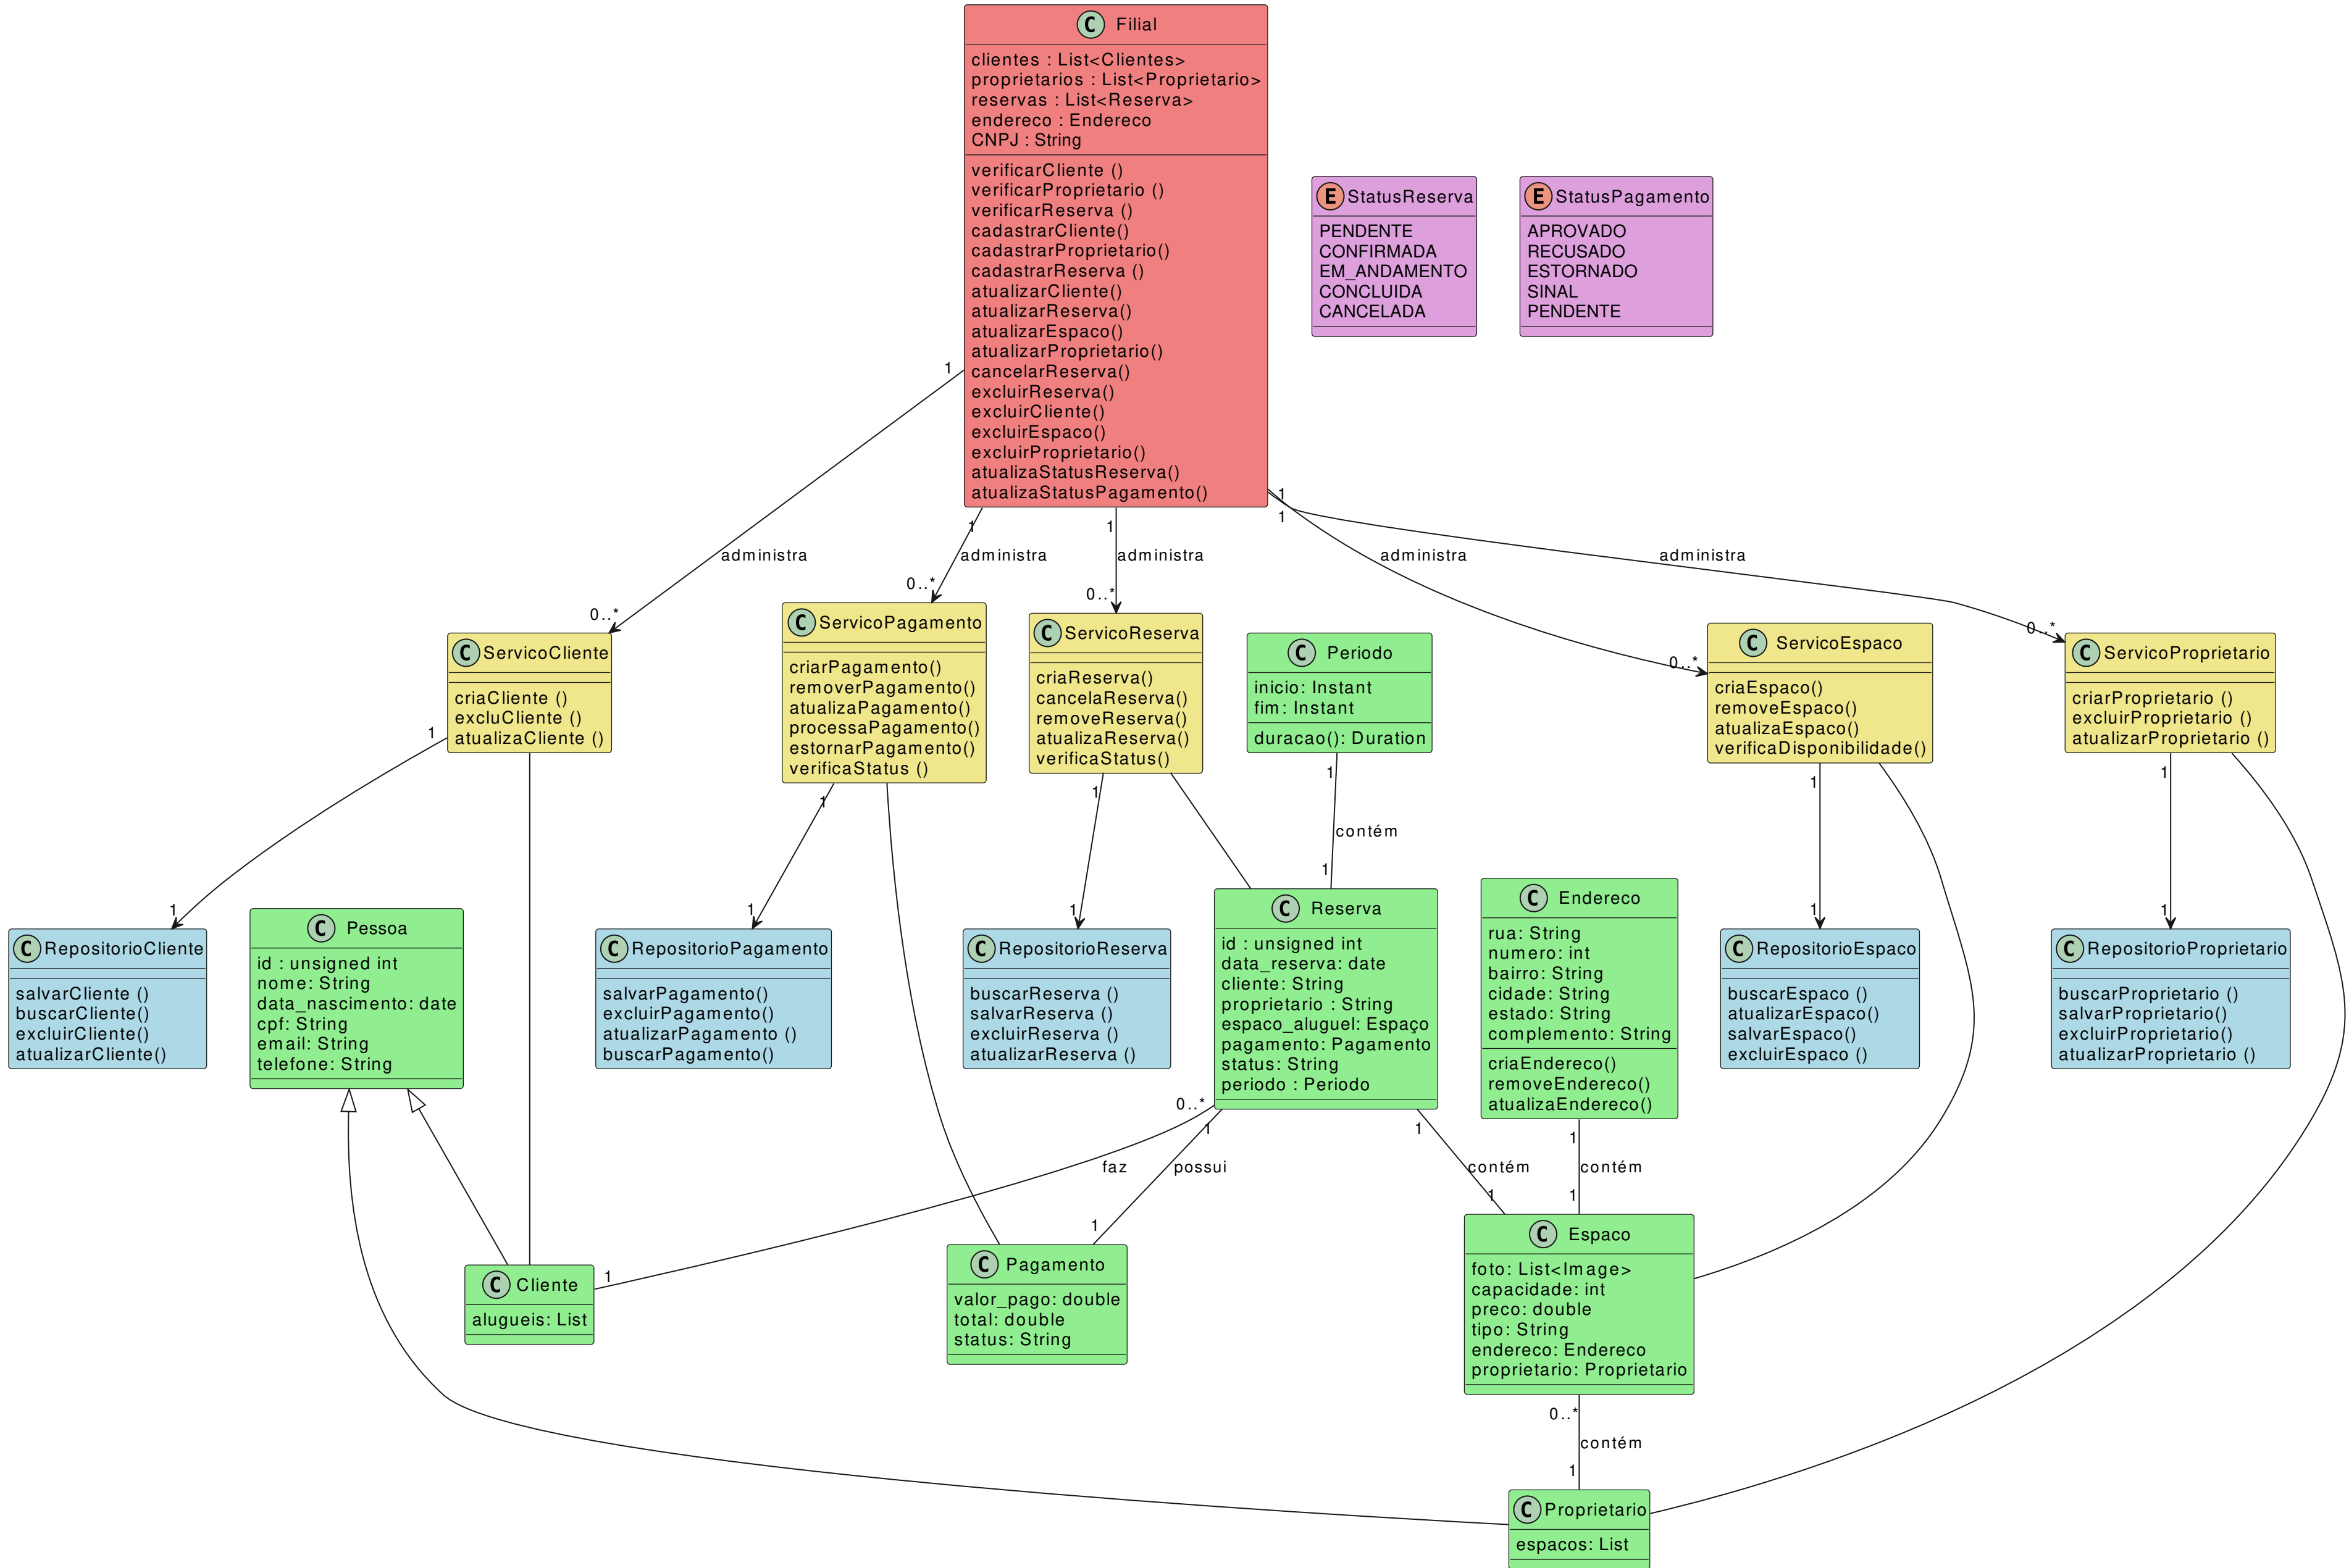 C Filial
clientes : List<Clientes>
proprietarios : List<Proprietario>
reservas : List<Reserva>
endereco : Endereco
CNPJ : String
verificarCliente ()
verificarProprietario ()
verificarReserva ()
cadastrarCliente()
cadastrarProprietario()
cadastrarReserva ()
atualizarCliente()
atualizarReserva()
atualizarEspaco()
atualizarProprietario()
cancelarReserva()
excluirReserva()
excluirCliente()
excluirEspaco()
excluirProprietario()
atualizaStatusReserva()
atualizaStatusPagamento()
E StatusReserva
PENDENTE
CONFIRMADA
EM_ANDAMENTO
CONCLUIDA
CANCELADA
E StatusPagamento
APROVADO
RECUSADO
ESTORNADO
SINAL
PENDENTE
1
administra
0..*
1
administra
0..*
1
administra
0..*
1
administra
0..*
1
administra
0..*
C ServicoCliente
criaCliente ()
excluCliente ()
atualizaCliente ()
C ServicoPagamento
criarPagamento()
removerPagamento()
atualizaPagamento()
processaPagamento()
estornarPagamento()
verificaStatus ()
C ServicoReserva
criaReserva()
cancelaReserva()
removeReserva()
atualizaReserva()
verificaStatus()
C Periodo
inicio: Instant
fim: Instant
duracao(): Duration
C ServicoEspaco
criaEspaco()
removeEspaco()
atualizaEspaco()
verificaDisponibilidade()
C ServicoProprietario
criarProprietario ()
excluirProprietario ()
atualizarProprietario ()
1
1
1
1
1
1
1
contém
1
1
1
1
1
C RepositorioCliente
salvarCliente ()
buscarCliente()
excluirCliente()
atualizarCliente()
C Pessoa
id : unsigned int
nome: String
data_nascimento: date
cpf: String
email: String
telefone: String
C RepositorioPagamento
salvarPagamento()
excluirPagamento()
atualizarPagamento ()
buscarPagamento()
C RepositorioReserva
buscarReserva ()
salvarReserva ()
excluirReserva ()
atualizarReserva ()
C Reserva
id : unsigned int
data_reserva: date
cliente: String
proprietario : String
espaco_aluguel: Espaço
pagamento: Pagamento
status: String
periodo : Periodo
C Endereco
rua: String
numero: int
bairro: String
cidade: String
estado: String
complemento: String
criaEndereco()
removeEndereco()
atualizaEndereco()
C RepositorioEspaco
buscarEspaco ()
atualizarEspaco()
salvarEspaco()
excluirEspaco ()
C RepositorioProprietario
buscarProprietario ()
salvarProprietario()
excluirProprietario()
atualizarProprietario ()
0..*
faz
1
1
possui
1
1
contém
1
1
contém
1
C Cliente
alugueis: List
C Pagamento
valor_pago: double
total: double
status: String
C Espaco
foto: List<Image>
capacidade: int
preco: double
tipo: String
endereco: Endereco
proprietario: Proprietario
0..*
contém
1
C Proprietario
espacos: List